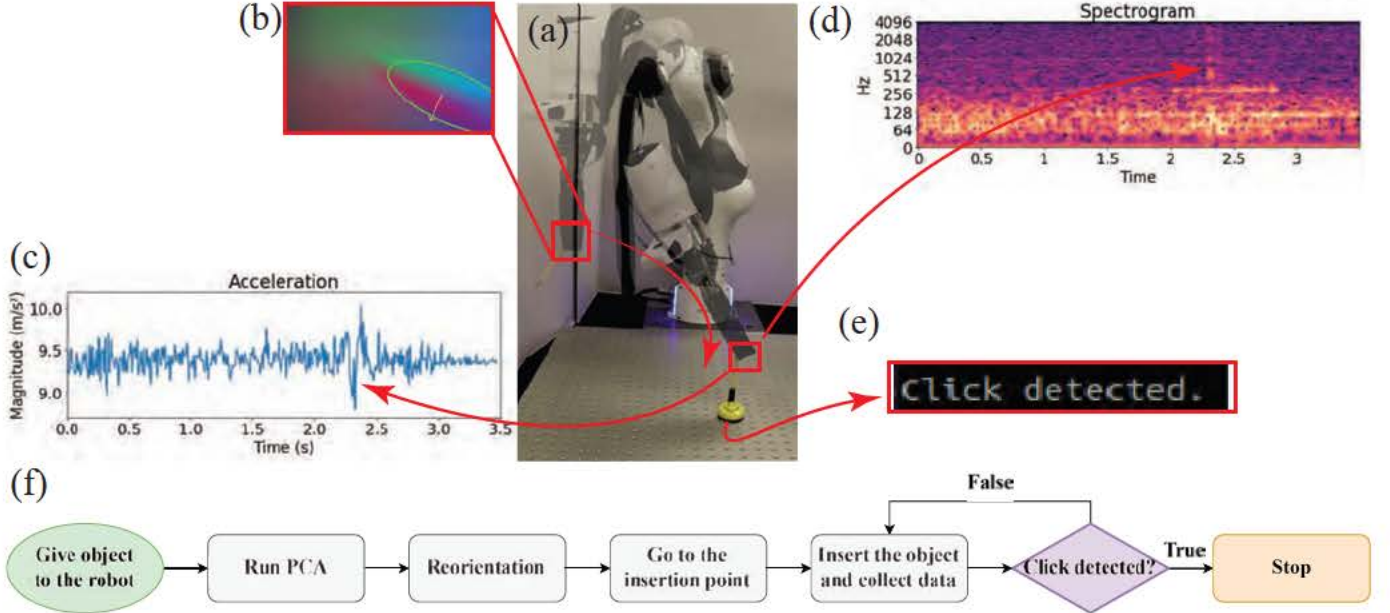 (b)
(a)
(d)
Spectrogram
4096
2048
1024
512
256
128
64
0
Hz
0
0.5
1
1.5
2
2.5
3
Time
(c)
Acceleration
10.0
9.5
9.0
Magnitude (m/s²)
0.0
0.5
1.0
1.5
2.0
2.5
3.0
3.5
Time (s)
(e)
Click detected.
(f)
Give object
to the robot
Run PCA
Reorientation
Go to the
insertion point
Insert the object
and collect data
False
Click detected?
True
Stop